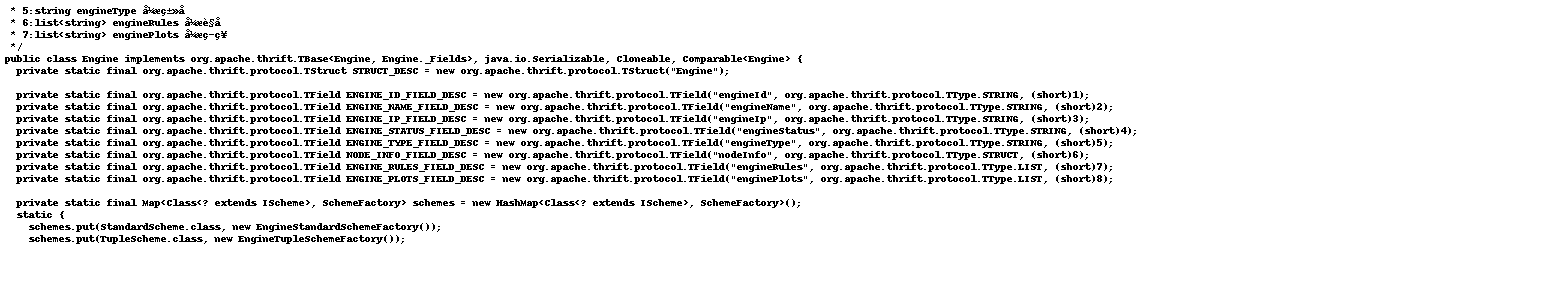 * 5:string engineType å¼æç±»å
* 6:list<string> engineRules å¼æè§å
* 7:list<string> enginePlots å¼æç­ç¥
*/
public class Engine implements org.apache.thrift.TBase<Engine, Engine._Fields>, java.io.Serializable, Cloneable, Comparable<Engine> {
private static final org.apache.thrift.protocol.TStruct STRUCT_DESC = new org.apache.thrift.protocol.TStruct("Engine");
private static final org.apache.thrift.protocol.TField ENGINE_ID_FIELD_DESC = new org.apache.thrift.protocol.TField("engineId", org.apache.thrift.protocol.TType.STRING, (short)1);
private static final org.apache.thrift.protocol.TField ENGINE_NAME_FIELD_DESC = new org.apache.thrift.protocol.TField("engineName", org.apache.thrift.protocol.TType.STRING, (short)2);
private static final org.apache.thrift.protocol.TField ENGINE_IP_FIELD_DESC = new org.apache.thrift.protocol.TField("engineIp", org.apache.thrift.protocol.TType.STRING, (short)3);
private static final org.apache.thrift.protocol.TField ENGINE_STATUS_FIELD_DESC = new org.apache.thrift.protocol.TField("engineStatus", org.apache.thrift.protocol.TType.STRING, (short)4);
private static final org.apache.thrift.protocol.TField ENGINE_TYPE_FIELD_DESC = new org.apache.thrift.protocol.TField("engineType", org.apache.thrift.protocol.TType.STRING, (short)5);
private static final org.apache.thrift.protocol.TField NODE_INFO_FIELD_DESC = new org.apache.thrift.protocol.TField("nodeInfo", org.apache.thrift.protocol.TType.STRUCT, (short)6);
private static final org.apache.thrift.protocol.TField ENGINE_RULES_FIELD_DESC = new org.apache.thrift.protocol.TField("engineRules", org.apache.thrift.protocol.TType.LIST, (short)7);
private static final org.apache.thrift.protocol.TField ENGINE_PLOTS_FIELD_DESC = new org.apache.thrift.protocol.TField("enginePlots", org.apache.thrift.protocol.TType.LIST, (short)8);
private static final Map<Class<? extends IScheme>, SchemeFactory> schemes = new HashMap<Class<? extends IScheme>, SchemeFactory>();
static {
schemes.put(StandardScheme.class, new EngineStandardSchemeFactory());
schemes.put(TupleScheme.class, new EngineTupleSchemeFactory());